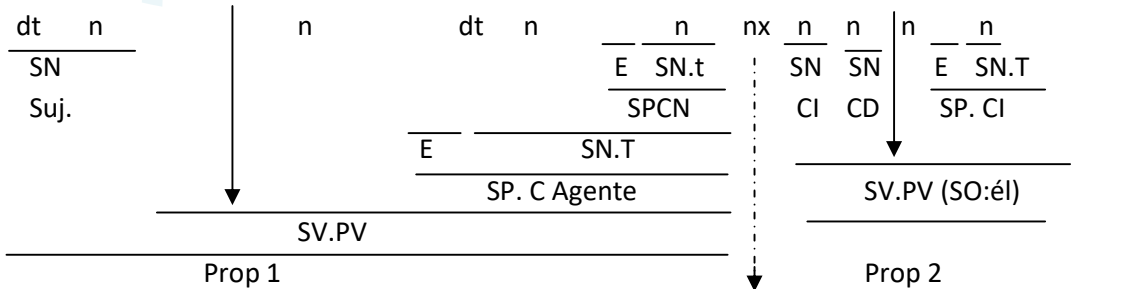 dt n n dt n n nx n n n n
SN E SN.t SN SN E SN.T
Suj. SPCN CI CD SP. CI
E SN.T
SP. C Agente SV.PV (SO:él)
SV.PV
Prop 1 Prop 2